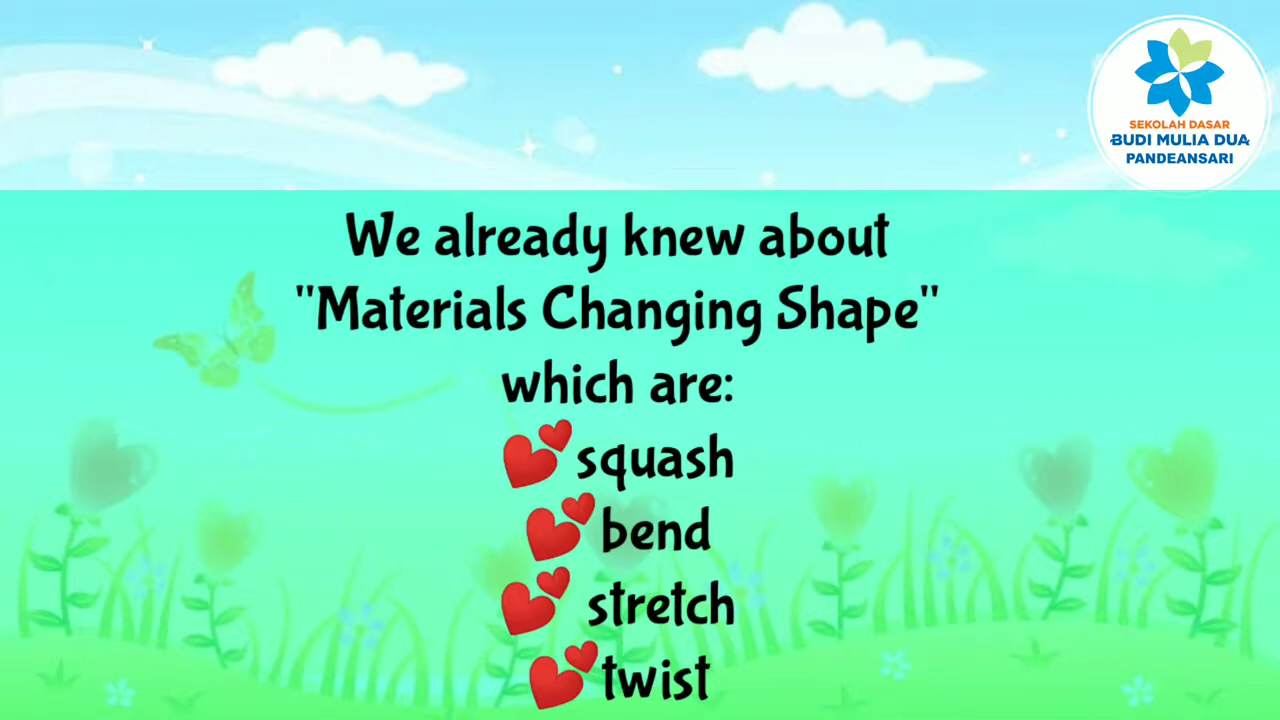 SEKOLAH DASAR
BUDI MULIA DUA
PANDEANSARI
We already knew about
"Materials Changing Shape"
which are:
💕squash
💕bend
💕 stretch
💕twist